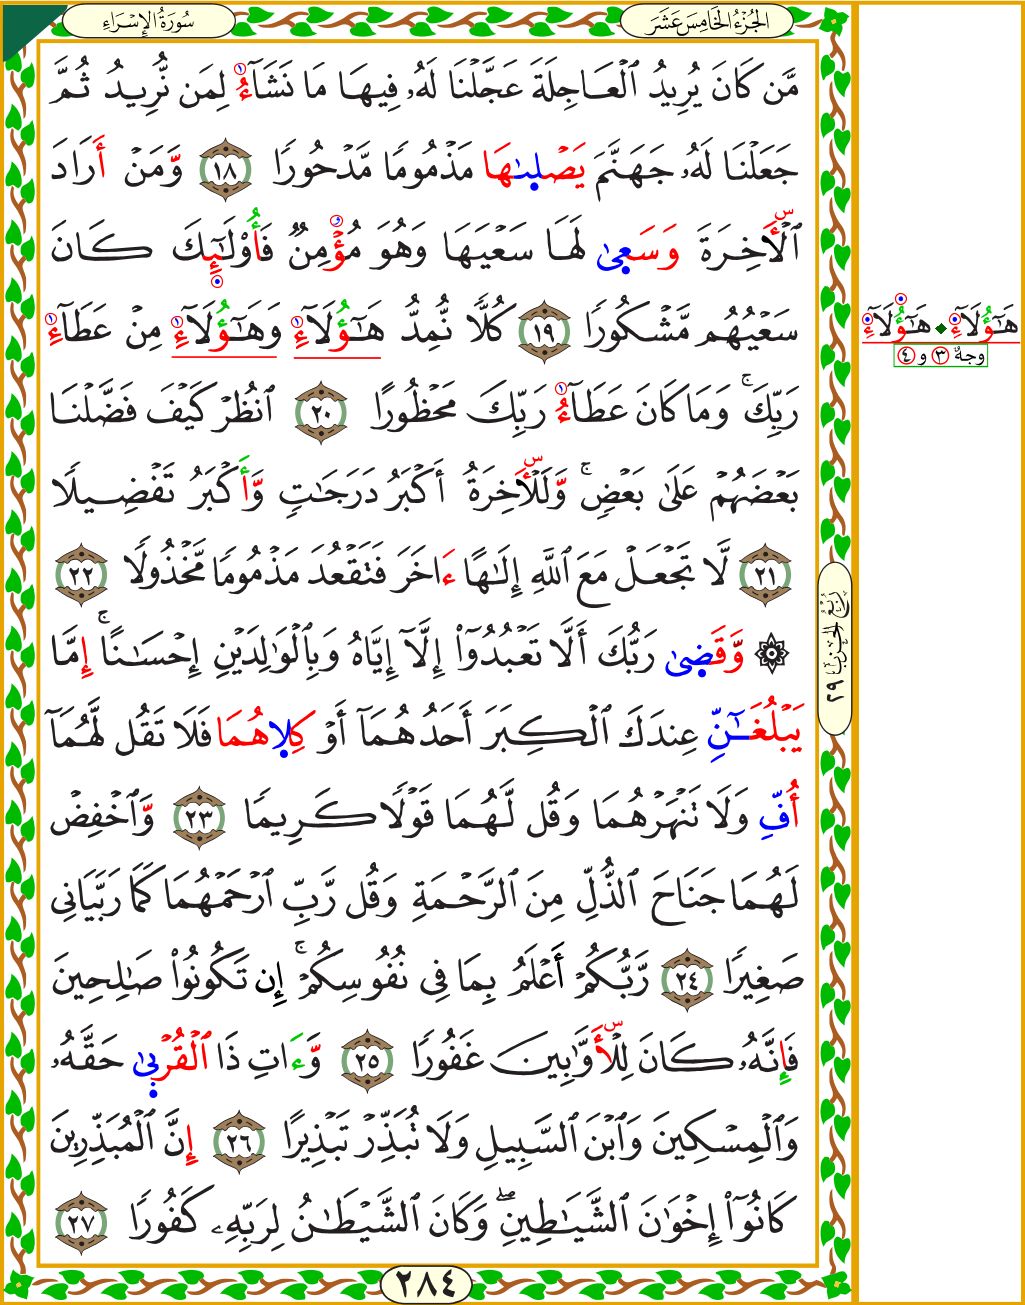 الجُزْءُ الخَامِسَ عَشَرَ
سُورَةُ الإِسْرَاءِ
مَّن كَانَ يُرِيدُ ٱلْعَاجِلَةَ عَجَّلْنَا لَهُۥ فِيهَا مَا نَشَآءُ لِمَن نُّرِيدُ ثُمَّ
جَعَلْنَا لَهُۥ جَهَنَّمَ يَصْلَىٰهَا مَذْمُومًا مَّدْحُورًا ١٨ وَّمَنْ أَرَادَ
ٱلْأَٓخِرَةَ وَسَعَىٰ لَهَا سَعْيَهَا وَهُوَ مُؤْمِنٌ فَأُوْلَٰٓئِكَ كَانَ
سَعْيُهُم مَّشْكُورًا ١٩ كُلًّا نُّمِدُّ هَٰٓؤُلَآءِ وَهَٰٓؤُلَآءِ مِنْ عَطَآءِ
رَبِّكَۚ وَمَا كَانَ عَطَآءُ رَبِّكَ مَحْظُورًا ٢٠ ٱنظُرْ كَيْفَ فَضَّلْنَا
بَعْضَهُمْ عَلَىٰ بَعْضٍۚ وَّلَلْأَٓخِرَةُ أَكْبَرُ دَرَجَٰتٍ وَّأَكْبَرُ تَفْضِيلًا
٢١ لَّا تَجْعَلْ مَعَ ٱللَّهِ إِلَٰهًا ءَاخَرَ فَتَقْعُدَ مَذْمُومًا مَّخْذُولًا ٢٢
۞ وَّقَضَىٰ رَبُّكَ أَلَّا تَعْبُدُوٓاْ إِلَّآ إِيَّاهُ وَبِٱلْوَٰلِدَيْنِ إِحْسَٰنًاۚ إِمَّا
يَبْلُغَٰٓنِّ عِندَكَ ٱلْكِبَرَ أَحَدُهُمَآ أَوْ كِلَاهُمَا فَلَا تَقُل لَّهُمَآ
أُفِّ وَلَا تَنْهَرْهُمَا وَقُل لَّهُمَا قَوْلًا كَرِيمًا ٢٣ وَّٱخْفِضْ
لَهُمَا جَنَاحَ ٱلذُّلِّ مِنَ ٱلرَّحْمَةِ وَقُل رَّبِّ ٱرْحَمْهُمَا كَمَا رَبَّيَانِي
صَغِيرًا ٢٤ رَّبُّكُمْ أَعْلَمُ بِمَا فِي نُفُوسِكُمْۚ إِن تَكُونُواْ صَٰلِحِينَ
فَإِنَّهُۥ كَانَ لِلْأَوَّٰبِينَ غَفُورًا ٢٥ وَّءَاتِ ذَا ٱلْقُرْبَىٰ حَقَّهُۥ
وَٱلْمِسْكِينَ وَٱبْنَ ٱلسَّبِيلِ وَلَا تُبَذِّرْ تَبْذِيرًا ٢٦ إِنَّ ٱلْمُبَذِّرِينَ
كَانُوٓاْ إِخْوَٰنَ ٱلشَّيَٰطِينِۖ وَكَانَ ٱلشَّيْطَٰنُ لِرَبِّهِۦ كَفُورًا ٢٧
٢٨٤
هَٰٓؤُلَآءِ هَٰٓؤُلَآءِ
وجهٌ ٣ و ٤
رُبْعُ الحِزْبِ ٢٩